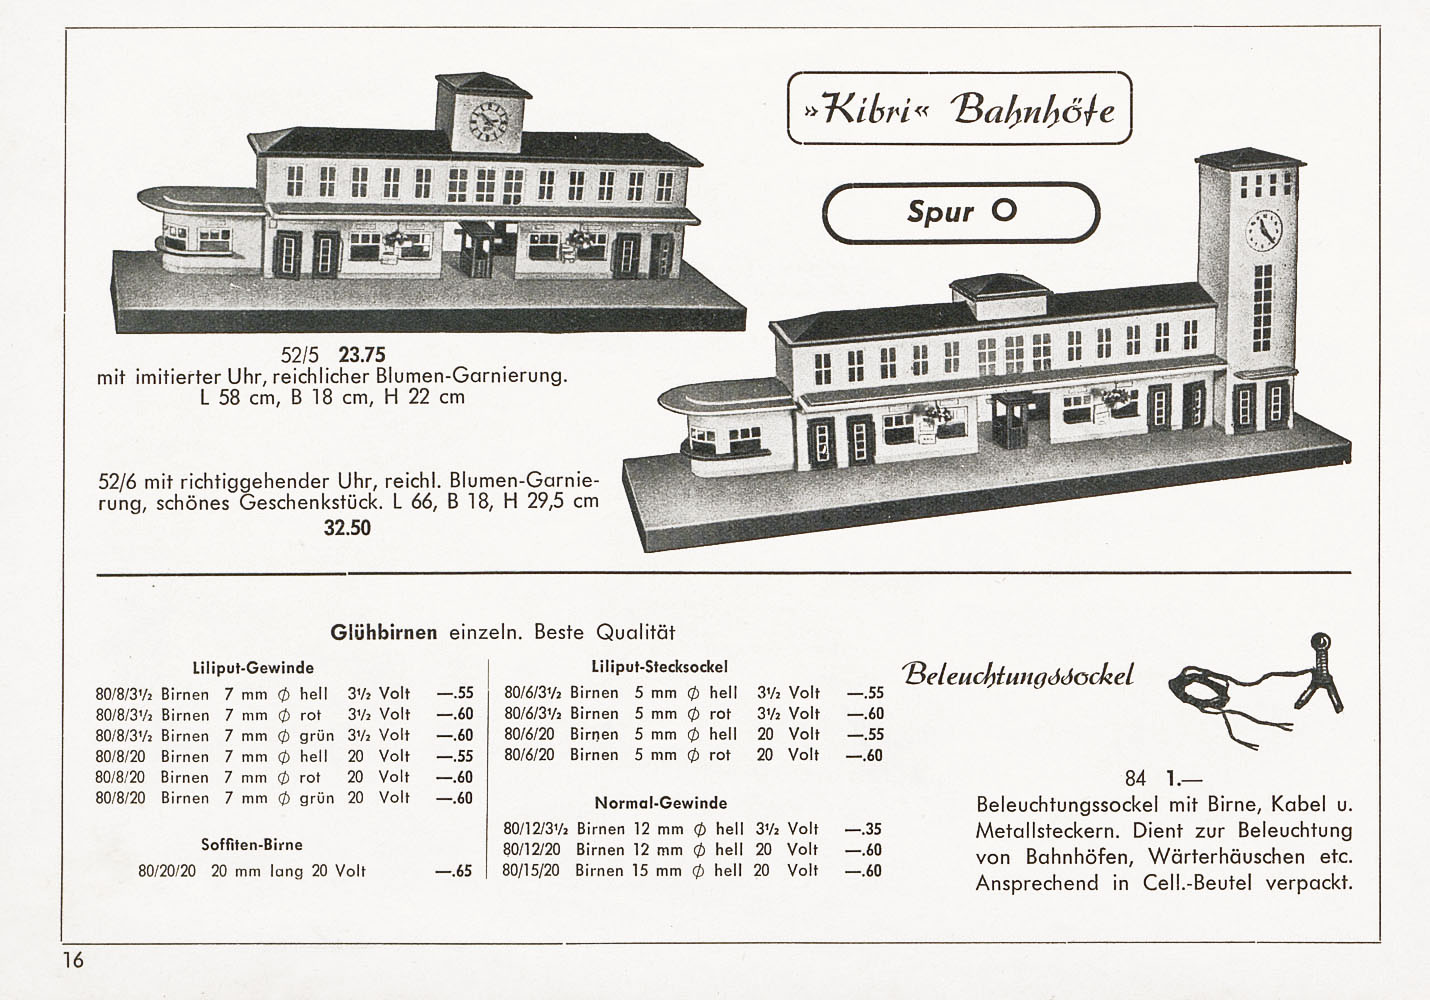 »Kibri« Bahnhöfe
Spur O
52/5 23.75
mit imitierter Uhr, reichlicher Blumen-Garnierung.
L 58 cm, B 18 cm, H 22 cm
52/6 mit richtiggehender Uhr, reichl. Blumen-Garnie-
rung, schönes Geschenkstück. L 66, B 18, H 29,5 cm
32.50
Glühbirnen einzeln. Beste Qualität
Liliput-Gewinde
80/8/3½ Birnen 7 mm ϕ hell 3½ Volt —.55
80/8/3½ Birnen 7 mm ϕ rot 3½ Volt —.60
80/8/3½ Birnen 7 mm ϕ grün 3½ Volt —.60
80/8/20 Birnen 7 mm ϕ hell 20 Volt —.55
80/8/20 Birnen 7 mm ϕ rot 20 Volt —.60
80/8/20 Birnen 7 mm ϕ grün 20 Volt —.60
Soffiten-Birne
80/20/20 20 mm lang 20 Volt —.65
Liliput-Stecksockel
80/6/3½ Birnen 5 mm ϕ hell 3½ Volt —.55
80/6/3½ Birnen 5 mm ϕ rot 3½ Volt —.60
80/6/20 Birnen 5 mm ϕ hell 20 Volt —.55
80/6/20 Birnen 5 mm ϕ rot 20 Volt —.60
Normal-Gewinde
80/12/3½ Birnen 12 mm ϕ hell 3½ Volt —.35
80/12/20 Birnen 12 mm ϕ hell 20 Volt —.60
80/15/20 Birnen 15 mm ϕ hell 20 Volt —.60
Beleuchtungssockel
84 1.—
Beleuchtungssockel mit Birne, Kabel u.
Metallsteckern. Dient zur Beleuchtung
von Bahnhöfen, Wärterhäuschen etc.
Ansprechend in Cell.-Beutel verpackt.
16